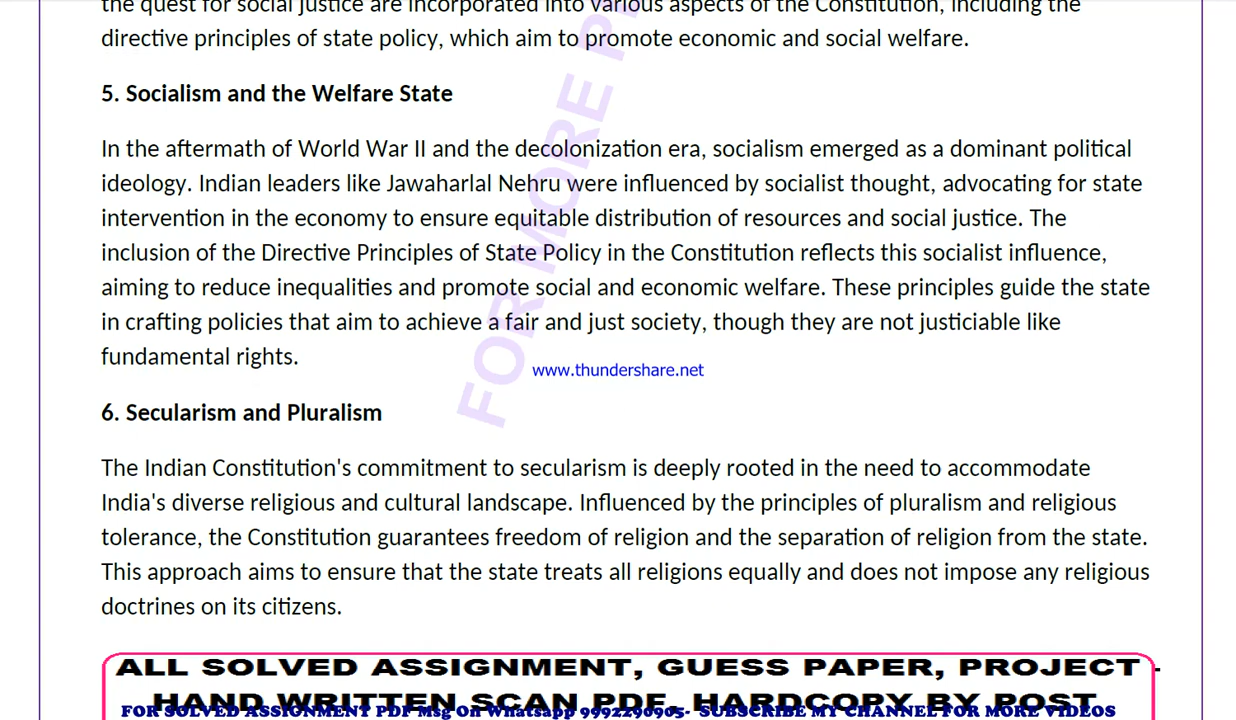 the quest for social justice are incorporated into various aspects of the Constitution, including the
directive principles of state policy, which aim to promote economic and social welfare.
5. Socialism and the Welfare State
In the aftermath of World War II and the decolonization era, socialism emerged as a dominant political
ideology. Indian leaders like Jawaharlal Nehru were influenced by socialist thought, advocating for state
intervention in the economy to ensure equitable distribution of resources and social justice. The
inclusion of the Directive Principles of State Policy in the Constitution reflects this socialist influence,
aiming to reduce inequalities and promote social and economic welfare. These principles guide the state
in crafting policies that aim to achieve a fair and just society, though they are not justiciable like
fundamental rights.
FOR MORE P
www.thundershare.net
6. Secularism and Pluralism
The Indian Constitution's commitment to secularism is deeply rooted in the need to accommodate
India's diverse religious and cultural landscape. Influenced by the principles of pluralism and religious
tolerance, the Constitution guarantees freedom of religion and the separation of religion from the state.
This approach aims to ensure that the state treats all religions equally and does not impose any religious
doctrines on its citizens.
ALL SOLVED ASSIGNMENT, GUESS PAPER, PROJECT -
HAND WRITTEN SCAN PDF, HARDCOPY BY POST
FOR SOLVED ASSIGNMENT PDF Msg On Whatsapp 9992290905- SUBSCRIBE MY CHANNEL FOR MORE VIDEOS